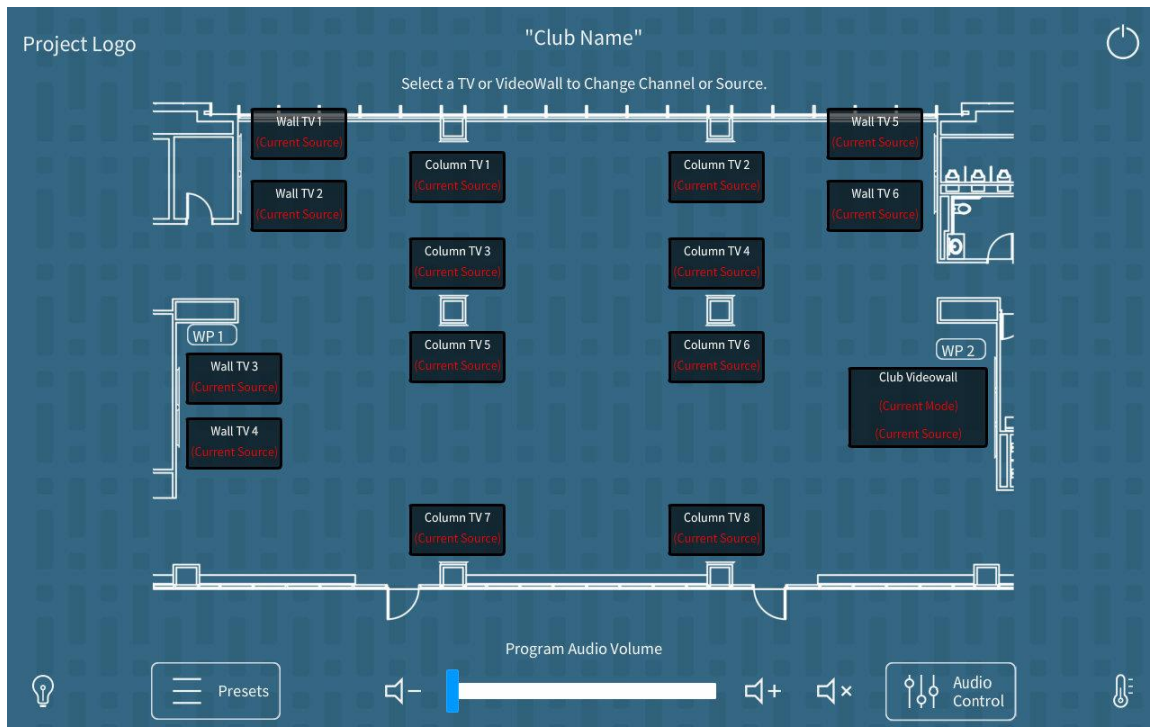 Project Logo
"Club Name"
Select a TV or VideoWall to Change Channel or Source.
Wall TV 1
(Current Source)
Wall TV 5
(Current Source)
Column TV 1
(Current Source)
Column TV 2
(Current Source)
Wall TV 2
(Current Source)
Wall TV 6
(Current Source)
Column TV 3
(Current Source)
Column TV 4
(Current Source)
WP 1
Column TV 5
(Current Source)
Column TV 6
(Current Source)
WP 2
Wall TV 3
(Current Source)
Club Videowall
(Current Mode)
(Current Source)
Wall TV 4
(Current Source)
Column TV 7
(Current Source)
Column TV 8
(Current Source)
Program Audio Volume
Presets
Audio
Control